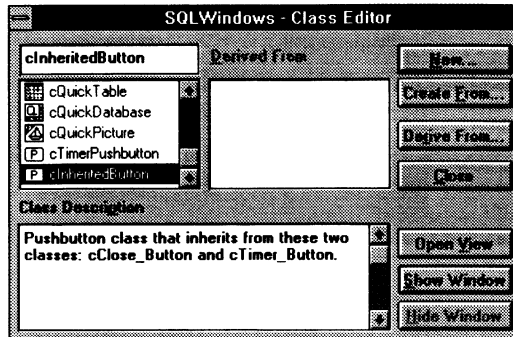 SQLWindows - Class Editor
cInheritedButton
Derived From
New...
cQuickTable
cQuickDatabase
cQuickPicture
P cTimerPushbutton
P cInheritedButton
Create From...
Derive From...
Close
Class Description
Pushbutton class that inherits from these two
classes: cClose_Button and cTimer_Button.
Open View
Show Window
Hide Window